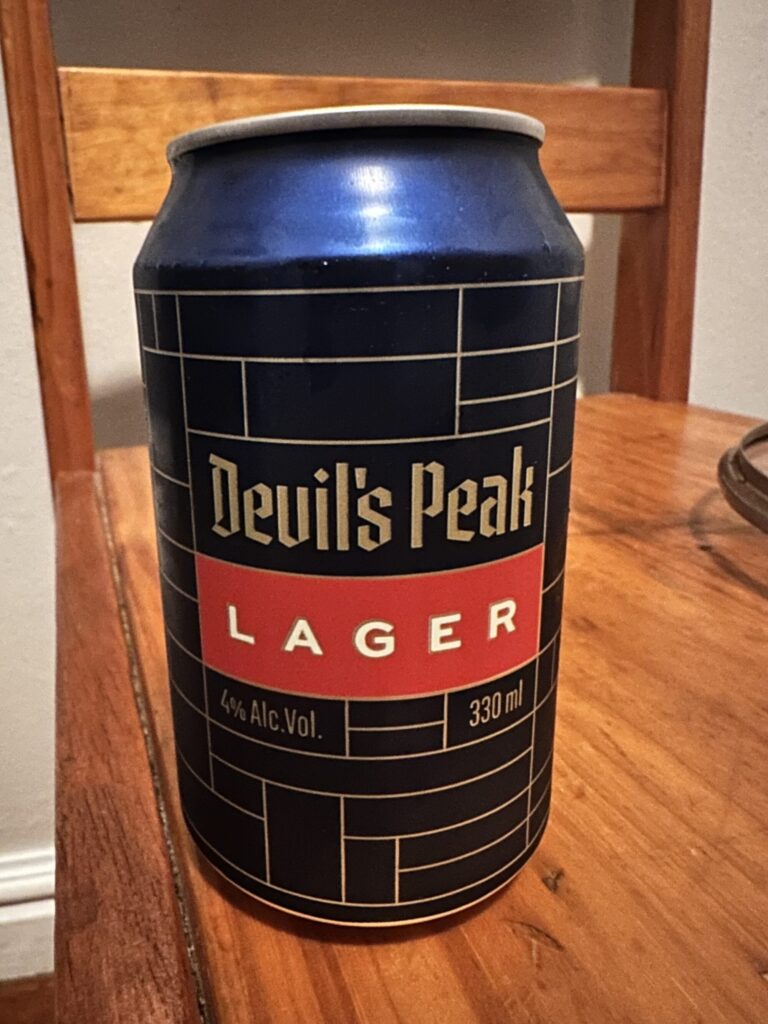 Devil's Peak
LAGER
4% Alc.Vol.
330 ml